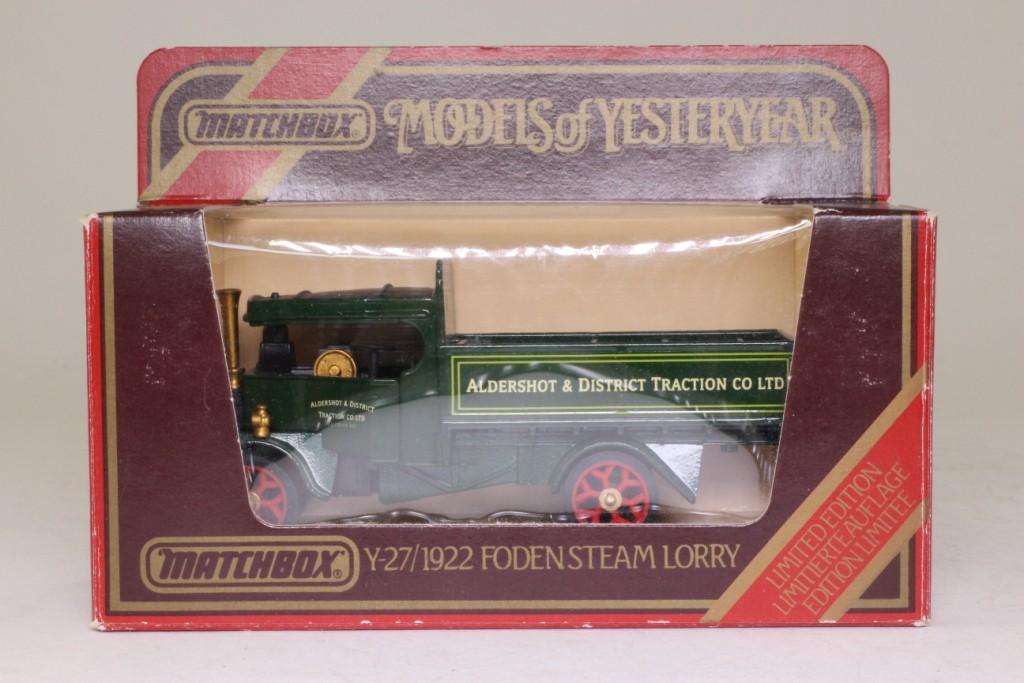 MATCHBOX®
MODELS of YESTERYEAR
ALDERSHOT & DISTRICT TRACTION CO LTD
ALDERSHOT & DISTRICT
TRACTION CO LTD
MATCHBOX®
Y-27/1922 FODEN STEAM LORRY
LIMITED EDITION
LIMITIERTE AUFLAGE
EDITION LIMITEE